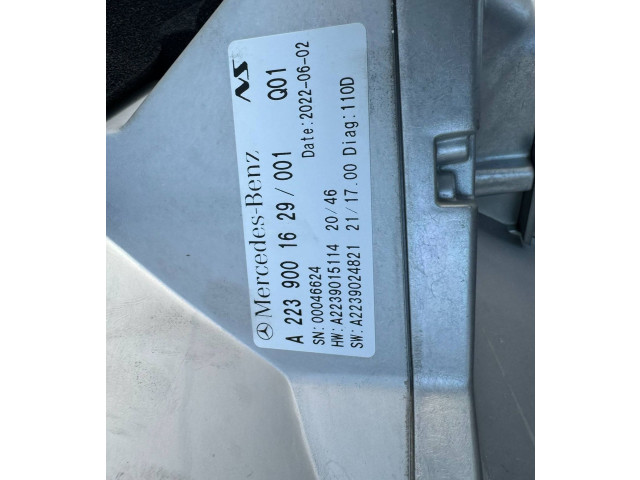 Mercedes-Benz
A 223 900 16 29/001 Q01
SN:00046624 Date:2022-06-02
HW:A2239015114 20/46
SW:A2239024821 21/17.00 Diag:110D